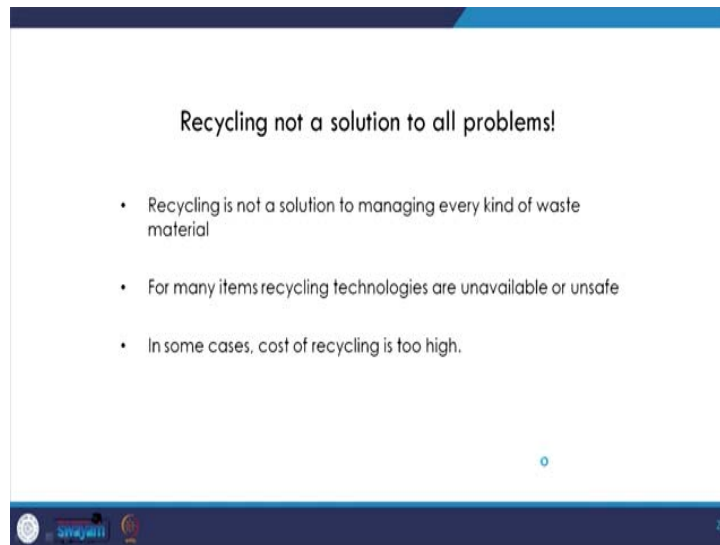 Recycling not a solution to all problems!
• Recycling is not a solution to managing every kind of waste
material
• For many items recycling technologies are unavailable or unsafe
• In some cases, cost of recycling is too high.
swayam